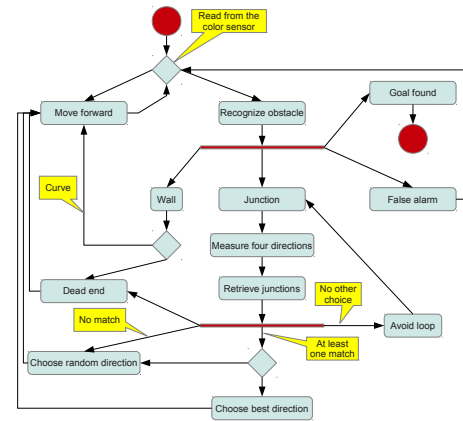 Read from the
color sensor
Goal found
Move forward
Recognize obstacle
Curve
Wall
Junction
False alarm
Measure four directions
Dead end
Retrieve junctions
No other
choice
No match
Avoid loop
At least
one match
Choose random direction
Choose best direction